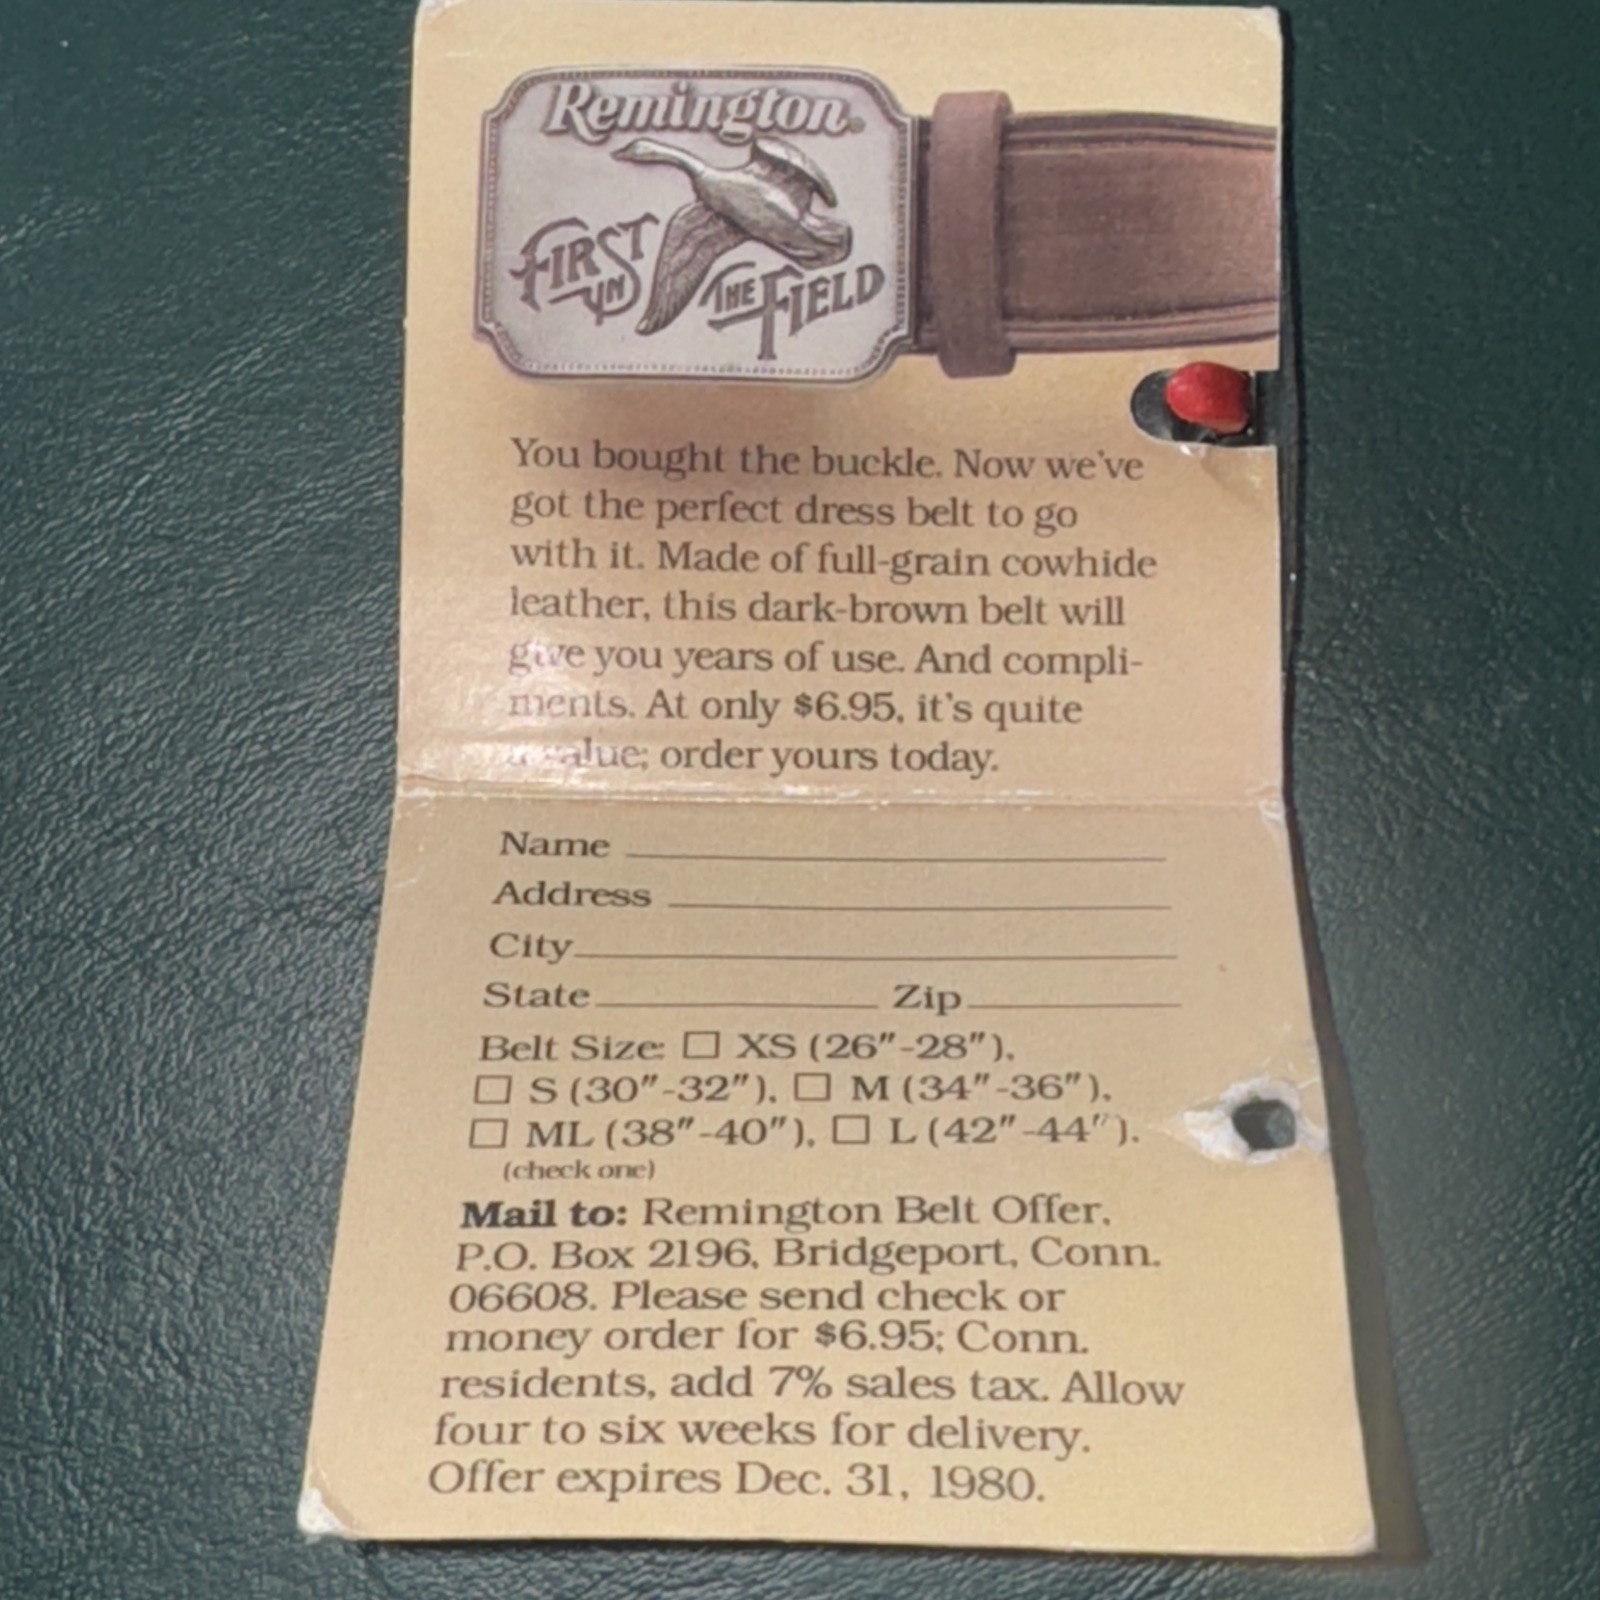 Remington®
FIRST
IN
THE FIELD
You bought the buckle. Now we've
got the perfect dress belt to go
with it. Made of full-grain cowhide
leather, this dark-brown belt will
give you years of use. And compli-
ments. At only $6.95, it's quite
a value; order yours today.
Name
Address
City
State Zip
Belt Size: ☐ XS (26"-28"),
☐ S (30"-32"), ☐ M (34"-36"),
☐ ML (38"-40"), ☐ L (42"-44").
(check one)
Mail to: Remington Belt Offer,
P.O. Box 2196, Bridgeport, Conn.
06608. Please send check or
money order for $6.95; Conn.
residents, add 7% sales tax. Allow
four to six weeks for delivery.
Offer expires Dec. 31, 1980.